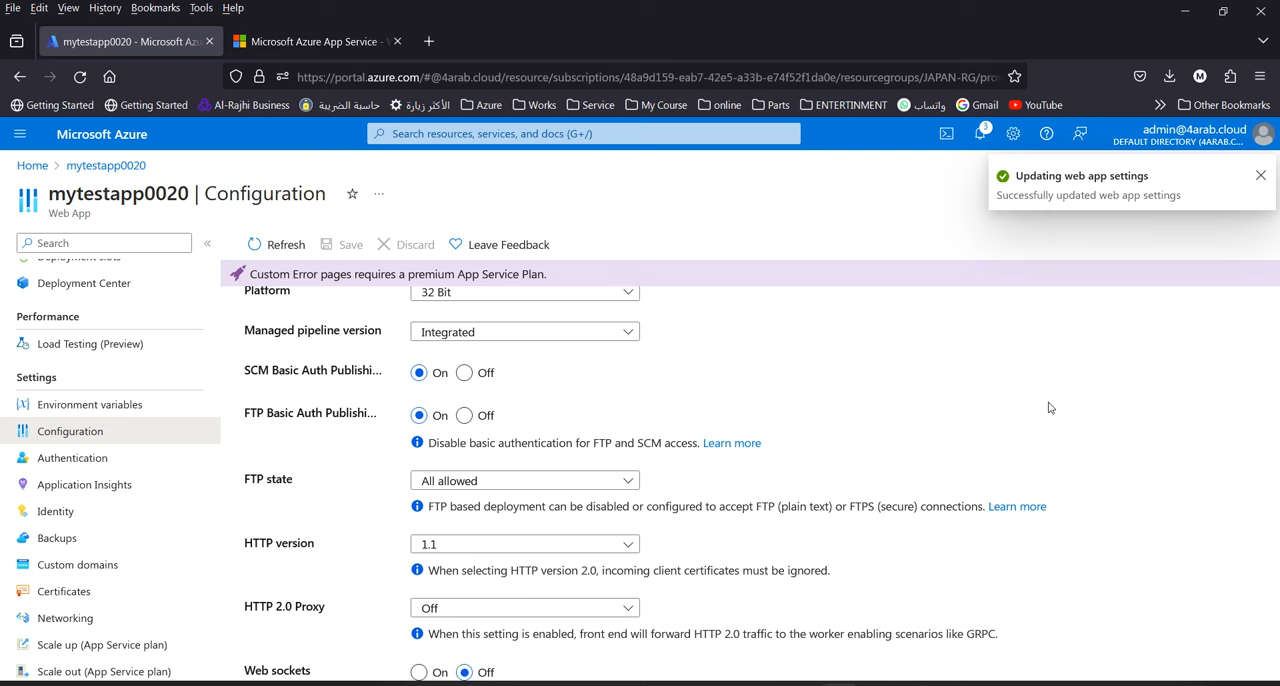 File Edit View History Bookmarks Tools Help
mytestapp0020 - Microsoft Azu
Microsoft Azure App Service - V
https://portal.azure.com/#@4arab.cloud/resource/subscriptions/48a9d159-eab7-42e5-a33b-e74f52f1da0e/resourcegroups/JAPAN-RG/prov
Getting Started Getting Started Al-Rajhi Business حاسبة الضريبة الأكثر زيارة Azure Works Service My Course online Parts ENTERTINMENT واتساب Gmail YouTube Other Bookmarks
Microsoft Azure
Search resources, services, and docs (G+/)
3
admin@4arab.cloud
DEFAULT DIRECTORY (4ARAB.C...
Home > mytestapp0020
Updating web app settings
Successfully updated web app settings
mytestapp0020 | Configuration
Web App
Search
Refresh Save Discard Leave Feedback
Custom Error pages requires a premium App Service Plan.
Deployment slots
Deployment Center
Performance
Load Testing (Preview)
Settings
Environment variables
Configuration
Authentication
Application Insights
Identity
Backups
Custom domains
Certificates
Networking
Scale up (App Service plan)
Scale out (App Service plan)
Platform 32 Bit
Managed pipeline version Integrated
SCM Basic Auth Publishi... On Off
FTP Basic Auth Publishi... On Off
Disable basic authentication for FTP and SCM access. Learn more
FTP state All allowed
FTP based deployment can be disabled or configured to accept FTP (plain text) or FTPS (secure) connections. Learn more
HTTP version 1.1
When selecting HTTP version 2.0, incoming client certificates must be ignored.
HTTP 2.0 Proxy Off
When this setting is enabled, front end will forward HTTP 2.0 traffic to the worker enabling scenarios like GRPC.
Web sockets On Off